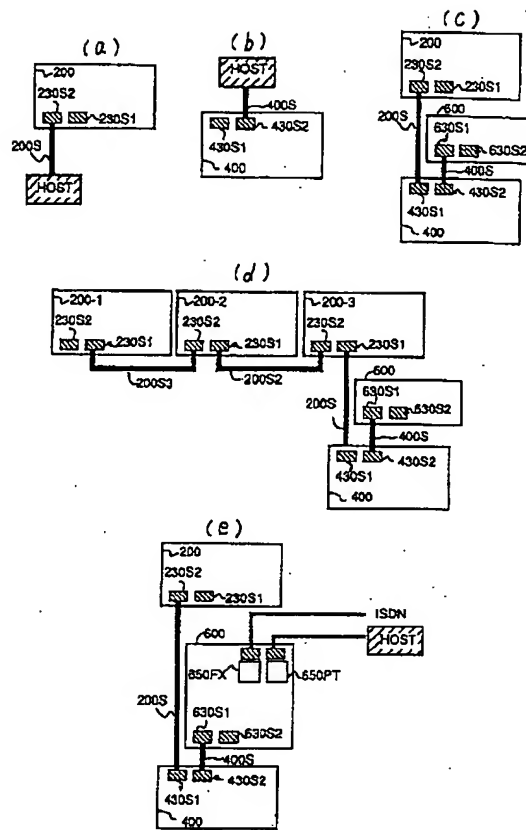 (a)
200
230S2
230S1
200S
HOST
(b)
HOST
400S
430S1
430S2
400
(c)
200
230S2
230S1
200S
600
630S1
630S2
400S
430S1
430S2
400
(d)
200-1
200-2
200-3
230S2
230S1
230S2
230S1
230S2
230S1
200S3
200S2
600
630S1
630S2
200S
400S
430S1
430S2
400
(e)
200
230S2
230S1
ISDN
600
HOST
650FX
650PT
200S
630S1
630S2
400S
430S1
430S2
400